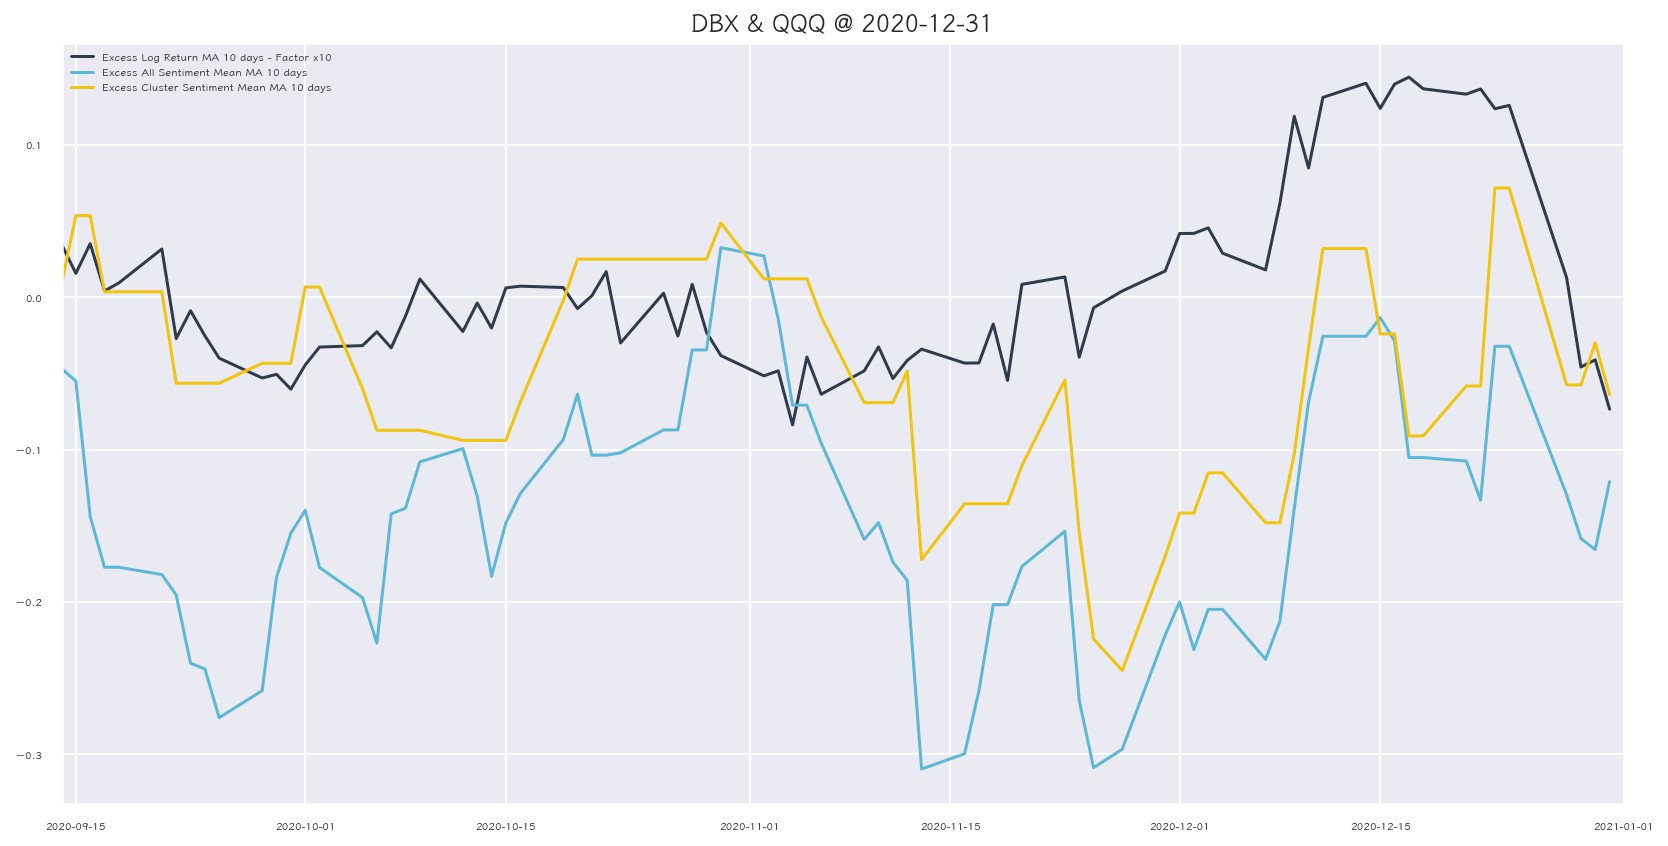 DBX & QQQ @ 2020-12-31
Excess Log Return MA 10 days - Factor x10
Excess All Sentiment Mean MA 10 days
Excess Cluster Sentiment Mean MA 10 days
0.1
0.0
−0.1
−0.2
−0.3
2020-09-15 2020-10-01 2020-10-15 2020-11-01 2020-11-15 2020-12-01 2020-12-15 2021-01-01